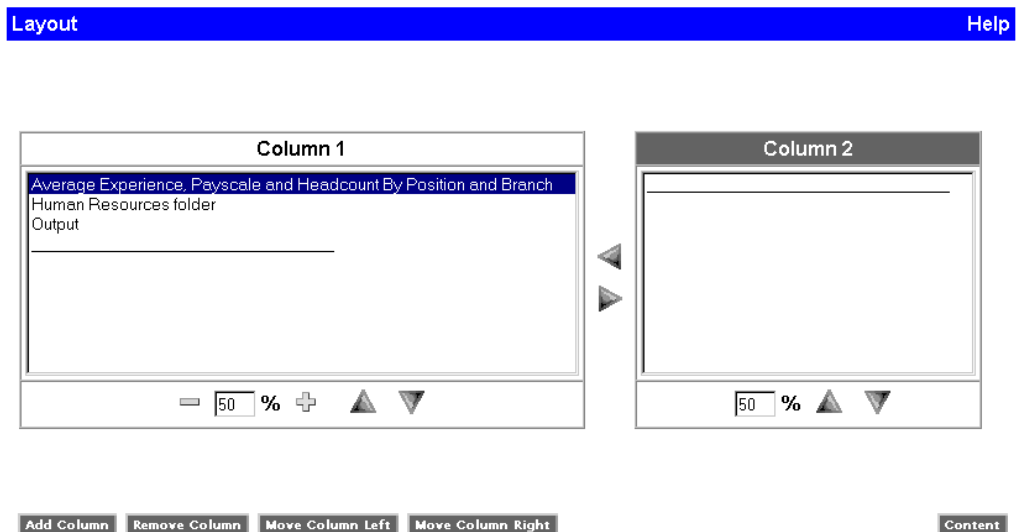 Layout Help
Column 1 Column 2
Average Experience, Payscale and Headcount By Position and Branch
Human Resources folder
Output
50 % 50 %
Add Column Remove Column Move Column Left Move Column Right Content